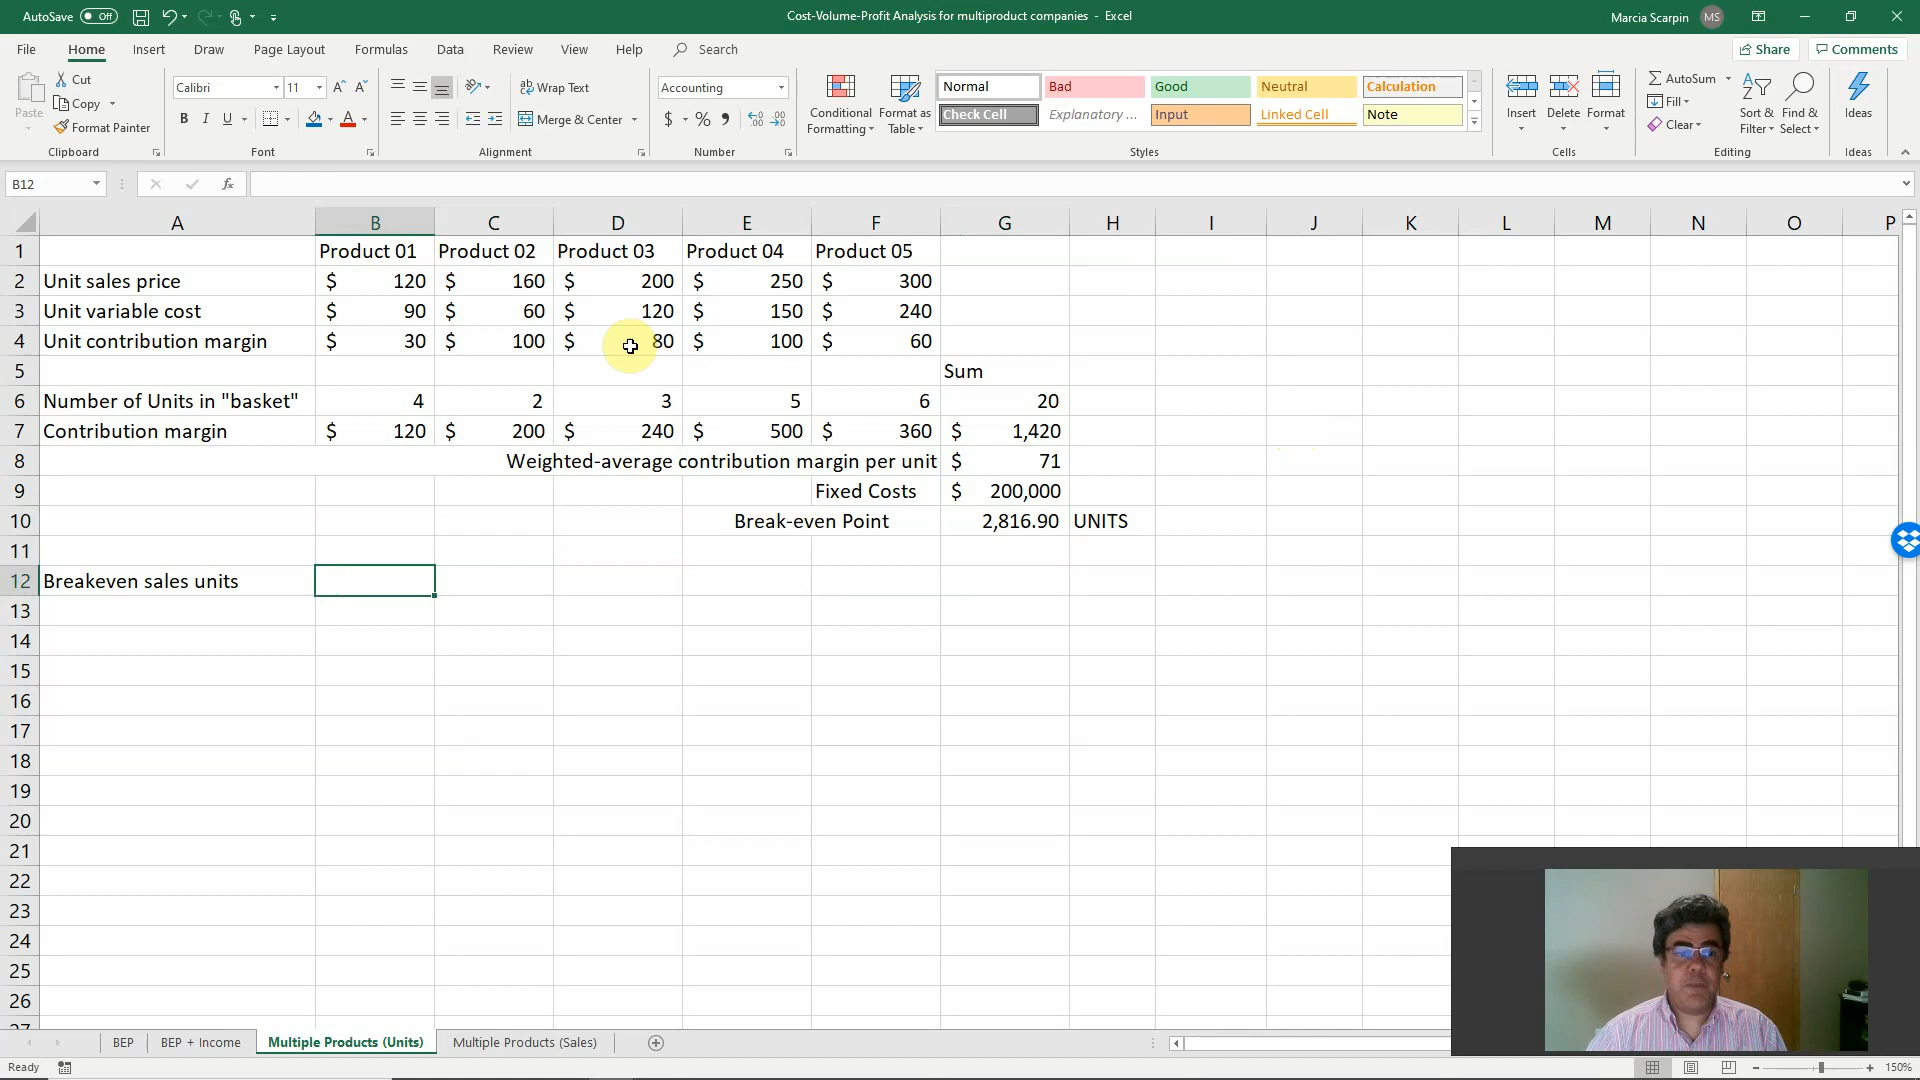 AutoSave Off
Cost-Volume-Profit Analysis for multiproduct companies - Excel
Marcia Scarpin MS
File Home Insert Draw Page Layout Formulas Data Review View Help Search
Share Comments
Paste
Cut
Copy
Format Painter
Clipboard
Calibri 11
B I U A
Font
Wrap Text
Merge & Center
Alignment
Accounting
$ % ,
Number
Conditional Formatting
Format as Table
Normal Bad Good Neutral Calculation
Check Cell Explanatory ... Input Linked Cell Note
Styles
Insert Delete Format
Cells
AutoSum
Fill
Clear
Sort & Filter
Find & Select
Editing
Ideas
Ideas
B12 fx
A B C D E F G H I J K L M N O P
1 Product 01 Product 02 Product 03 Product 04 Product 05
2 Unit sales price $ 120 $ 160 $ 200 $ 250 $ 300
3 Unit variable cost $ 90 $ 60 $ 120 $ 150 $ 240
4 Unit contribution margin $ 30 $ 100 $ 80 $ 100 $ 60
5 Sum
6 Number of Units in "basket" 4 2 3 5 6 20
7 Contribution margin $ 120 $ 200 $ 240 $ 500 $ 360 $ 1,420
8 Weighted-average contribution margin per unit $ 71
9 Fixed Costs $ 200,000
10 Break-even Point 2,816.90 UNITS
11
12 Breakeven sales units
13
14
15
16
17
18
19
20
21
22
23
24
25
26
BEP BEP + Income Multiple Products (Units) Multiple Products (Sales)
Ready
150%